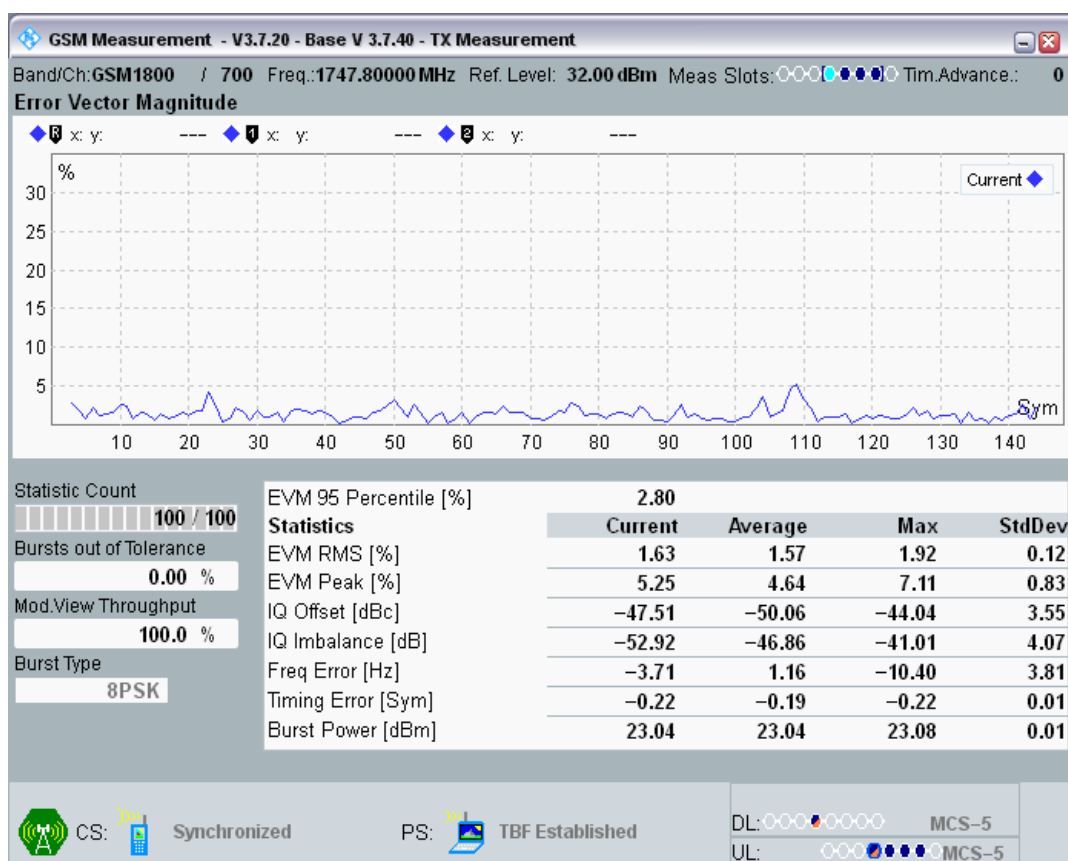 GSM Measurement - V3.7.20 - Base V 3.7.40 - TX Measurement
Band/Ch:GSM1800 / 700 Freq.:1747.80000 MHz Ref. Level: 32.00 dBm Meas Slots: Tim.Advance.: 0
Error Vector Magnitude
R x: y: --- 1 x: y: --- 2 x: y: ---
%
Current
30
25
20
15
10
5
Sym
10 20 30 40 50 60 70 80 90 100 110 120 130 140
Statistic Count
100 / 100
Bursts out of Tolerance
0.00 %
Mod.View Throughput
100.0 %
Burst Type
8PSK
EVM 95 Percentile [%] 2.80
Statistics Current Average Max StdDev
EVM RMS [%] 1.63 1.57 1.92 0.12
EVM Peak [%] 5.25 4.64 7.11 0.83
IQ Offset [dBc] −47.51 −50.06 −44.04 3.55
IQ Imbalance [dB] −52.92 −46.86 −41.01 4.07
Freq Error [Hz] −3.71 1.16 −10.40 3.81
Timing Error [Sym] −0.22 −0.19 −0.22 0.01
Burst Power [dBm] 23.04 23.04 23.08 0.01
CS: Synchronized PS: TBF Established
DL: MCS−5
UL: MCS−5